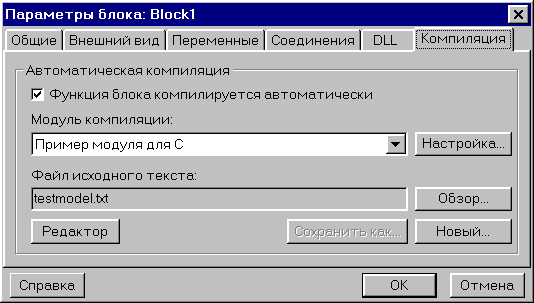 Параметры блока: Block1
Общие Внешний вид Переменные Соединения DLL Компиляция
Автоматическая компиляция
Функция блока компилируется автоматически
Модуль компиляции:
Пример модуля для С Настройка...
Файл исходного текста:
testmodel.txt Обзор...
Редактор Сохранить как... Новый...
Справка OK Отмена